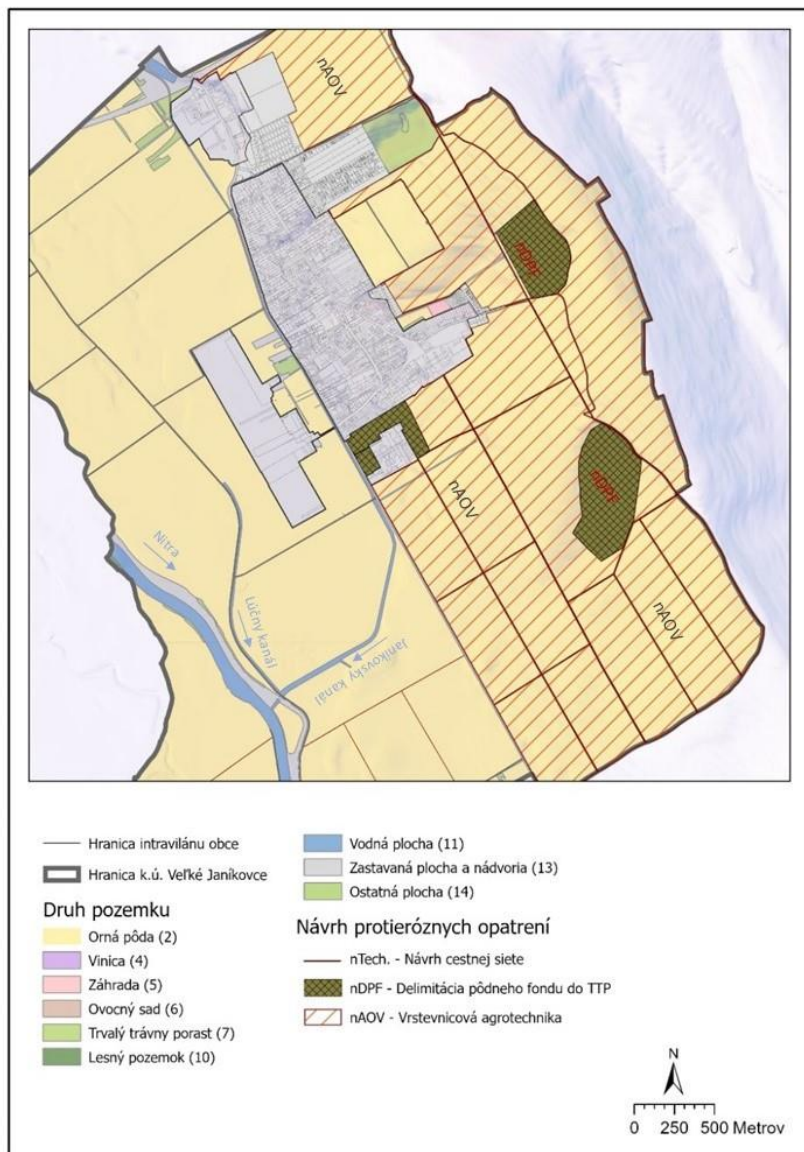 nAOV
nDPF
nDPF
nAOV
nAOV
Nitra
Lúčny kanál
Janíkovský kanál
Hranica intravilánu obce
Hranica k.ú. Veľké Janíkovce
Druh pozemku
Orná pôda (2)
Vinica (4)
Záhrada (5)
Ovocný sad (6)
Trvalý trávny porast (7)
Lesný pozemok (10)
Vodná plocha (11)
Zastavaná plocha a nádvoria (13)
Ostatná plocha (14)
Návrh protieróznych opatrení
nTech. - Návrh cestnej siete
nDPF - Delimitácia pôdneho fondu do TTP
nAOV - Vrstevnicová agrotechnika
N
0 250 500 Metrov